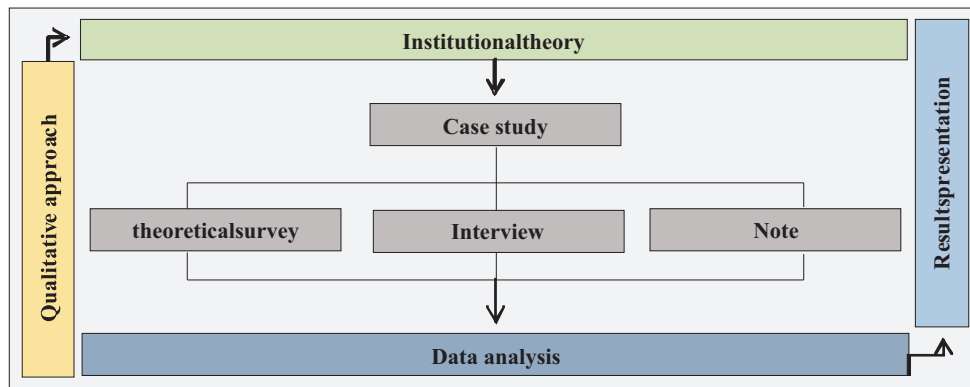 Institutionaltheory
Qualitative approach
Case study
theoreticalsurvey
Interview
Note
Data analysis
Resultspresentation